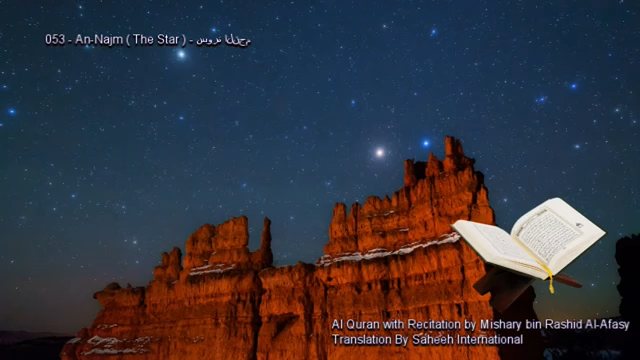 053 - An-Najm ( The Star ) - سورة النجم
Al Quran with Recitation by Mishary bin Rashid Al-Afasy
Translation By Saheeh International